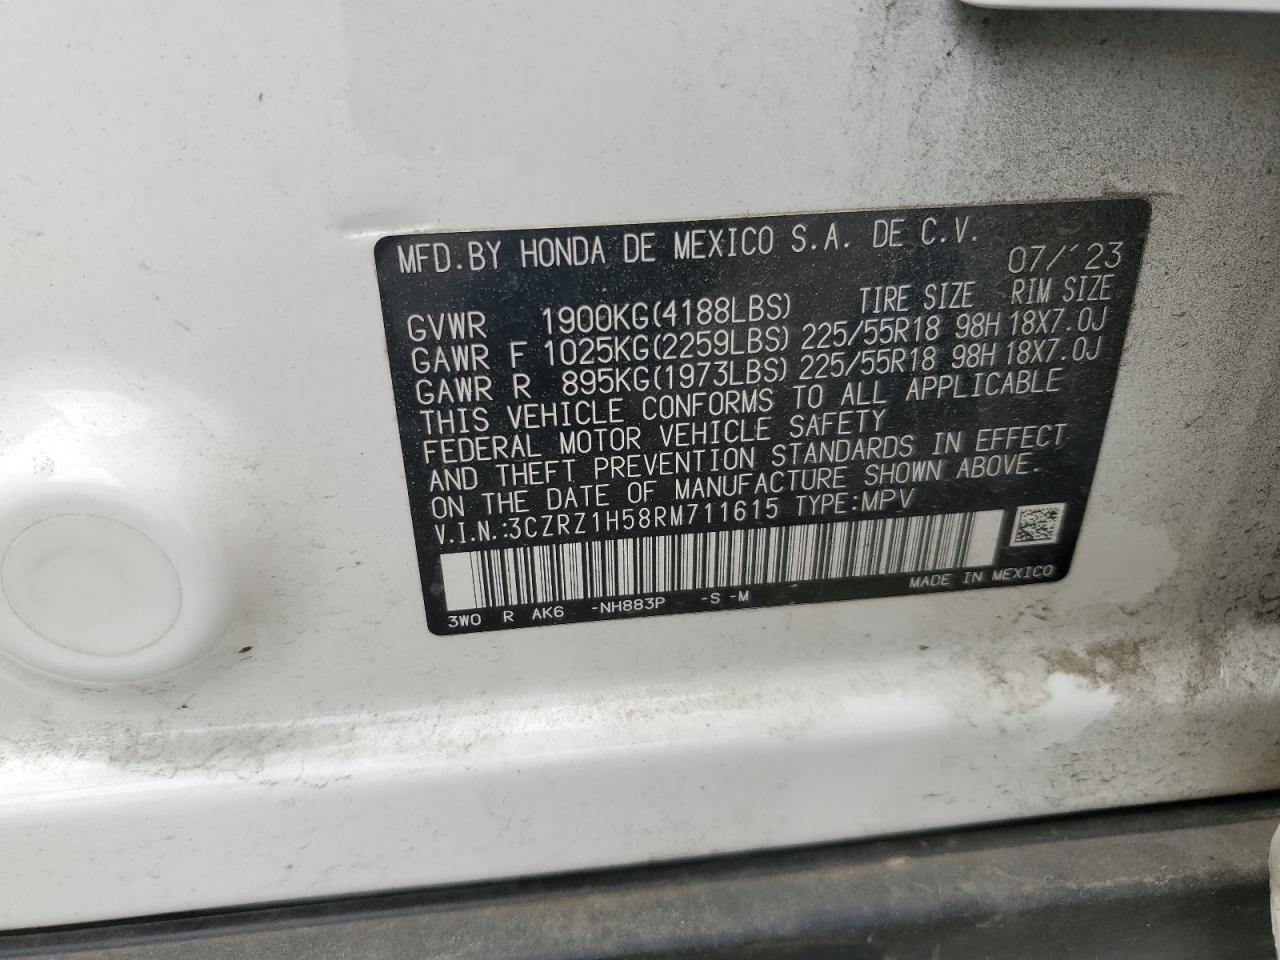 MFD.BY HONDA DE MEXICO S.A. DE C.V.
07/´23
TIRE SIZE RIM SIZE
GVWR 1900KG(4188LBS)
GAWR F 1025KG(2259LBS) 225/55R18 98H 18X7.0J
GAWR R 895KG(1973LBS) 225/55R18 98H 18X7.0J
THIS VEHICLE CONFORMS TO ALL APPLICABLE
FEDERAL MOTOR VEHICLE SAFETY
AND THEFT PREVENTION STANDARDS IN EFFECT
ON THE DATE OF MANUFACTURE SHOWN ABOVE.
V.I.N.:3CZRZ1H58RM711615 TYPE:MPV
MADE IN MEXICO
3WO R AK6 -NH883P -S -M